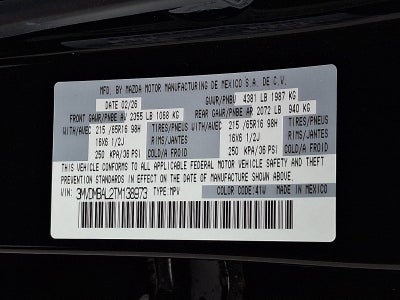 MFD. BY MAZDA MOTOR MANUFACTURING DE MEXICO S.A. DE C.V.
DATE 02/26 GVWR/PNBV 4381 LB 1987 KG
FRONT GAWR/PNBE AV 2355 LB 1068 KG REAR GAWR/PNBE AR 2072 LB 940 KG
WITH/AVEC 215 /65R16 98H TIRES/PNEUS WITH/AVEC 215 /65R16 98H TIRES/PNEUS
16X6 1/2J RIMS/JANTES 16X6 1/2J RIMS/JANTES
250 KPA/36 PSI COLD/A FROID 250 KPA/36 PSI COLD/A FROID
THIS VEHICLE CONFORMS TO ALL APPLICABLE FEDERAL MOTOR VEHICLE SAFETY AND THEFT
PREVENTION STANDARDS IN EFFECT ON THE DATE OF MANUFACTURE SHOWN ABOVE.
VIN: 3MVDMBAL2TM138973 TYPE:MPV COLOR CODE:41W MADE IN MEXICO